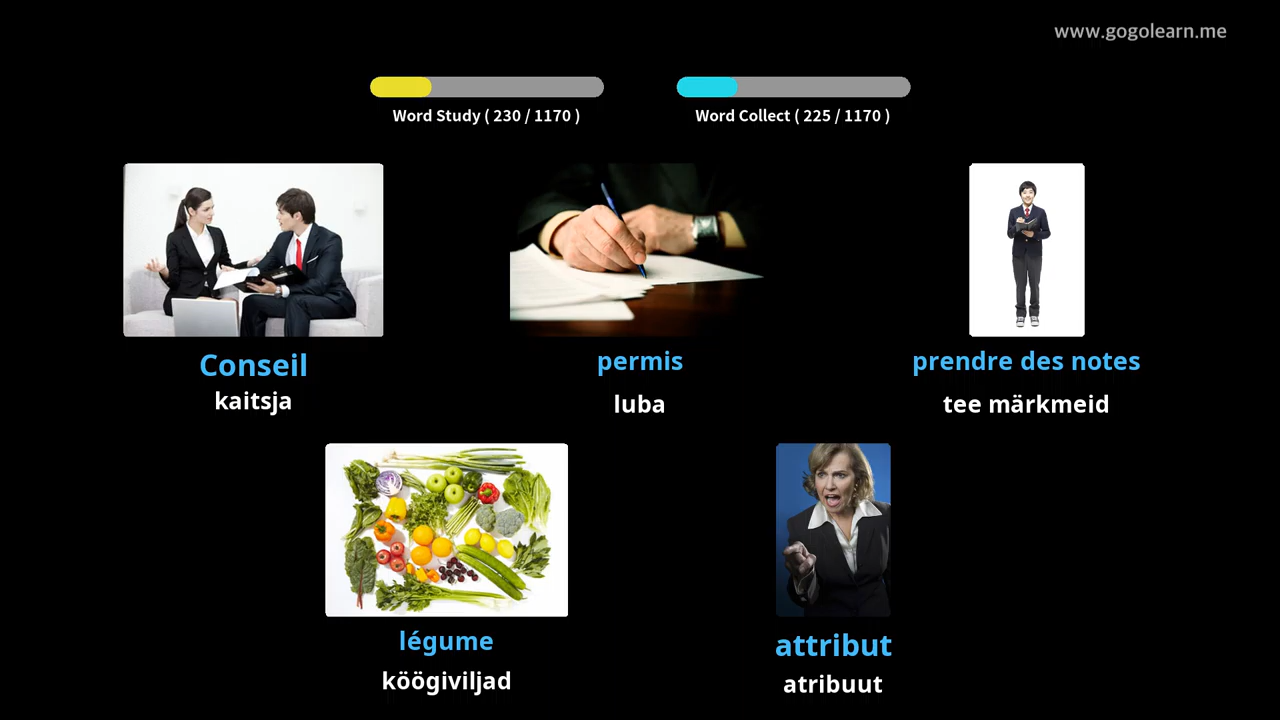 www.gogolearn.me
Word Study ( 230 / 1170 )
Word Collect ( 225 / 1170 )
Conseil
kaitsja
permis
luba
prendre des notes
tee märkmeid
légume
köögiviljad
attribut
atribuut